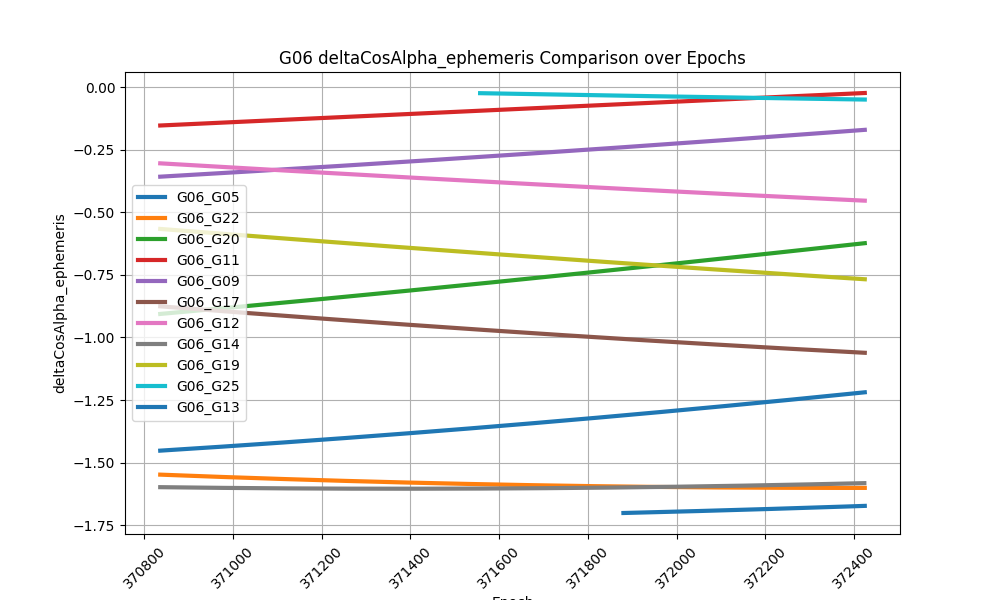 G06 deltaCosAlpha_ephemeris Comparison over Epochs
deltaCosAlpha_ephemeris
0.00
−0.25
−0.50
−0.75
−1.00
−1.25
−1.50
−1.75
G06_G05
G06_G22
G06_G20
G06_G11
G06_G09
G06_G17
G06_G12
G06_G14
G06_G19
G06_G25
G06_G13
370800
371000
371200
371400
371600
371800
372000
372200
372400
Epoch